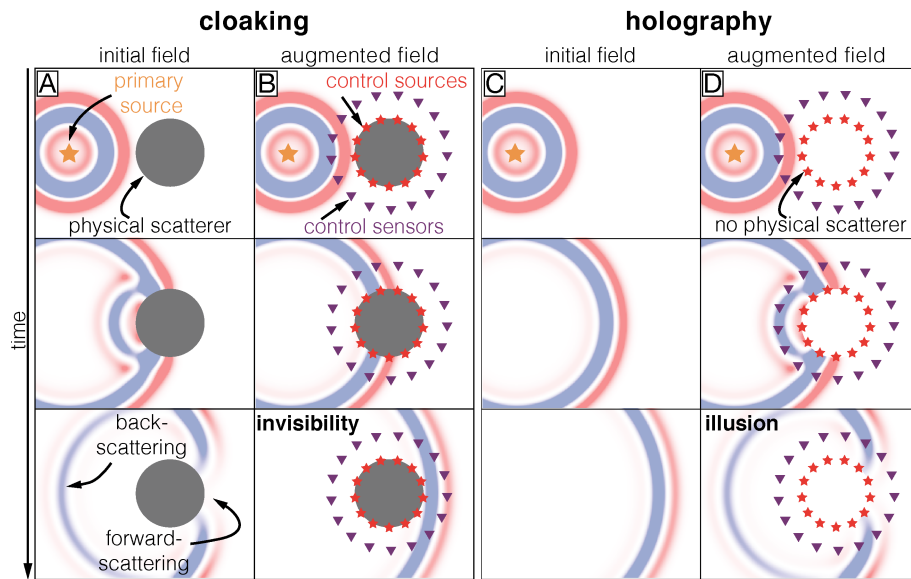 cloaking
holography
initial field
augmented field
initial field
augmented field
time
A
primary
source
physical scatterer
B
control sources
control sensors
C
D
no physical scatterer
back-
scattering
forward-
scattering
invisibility
illusion